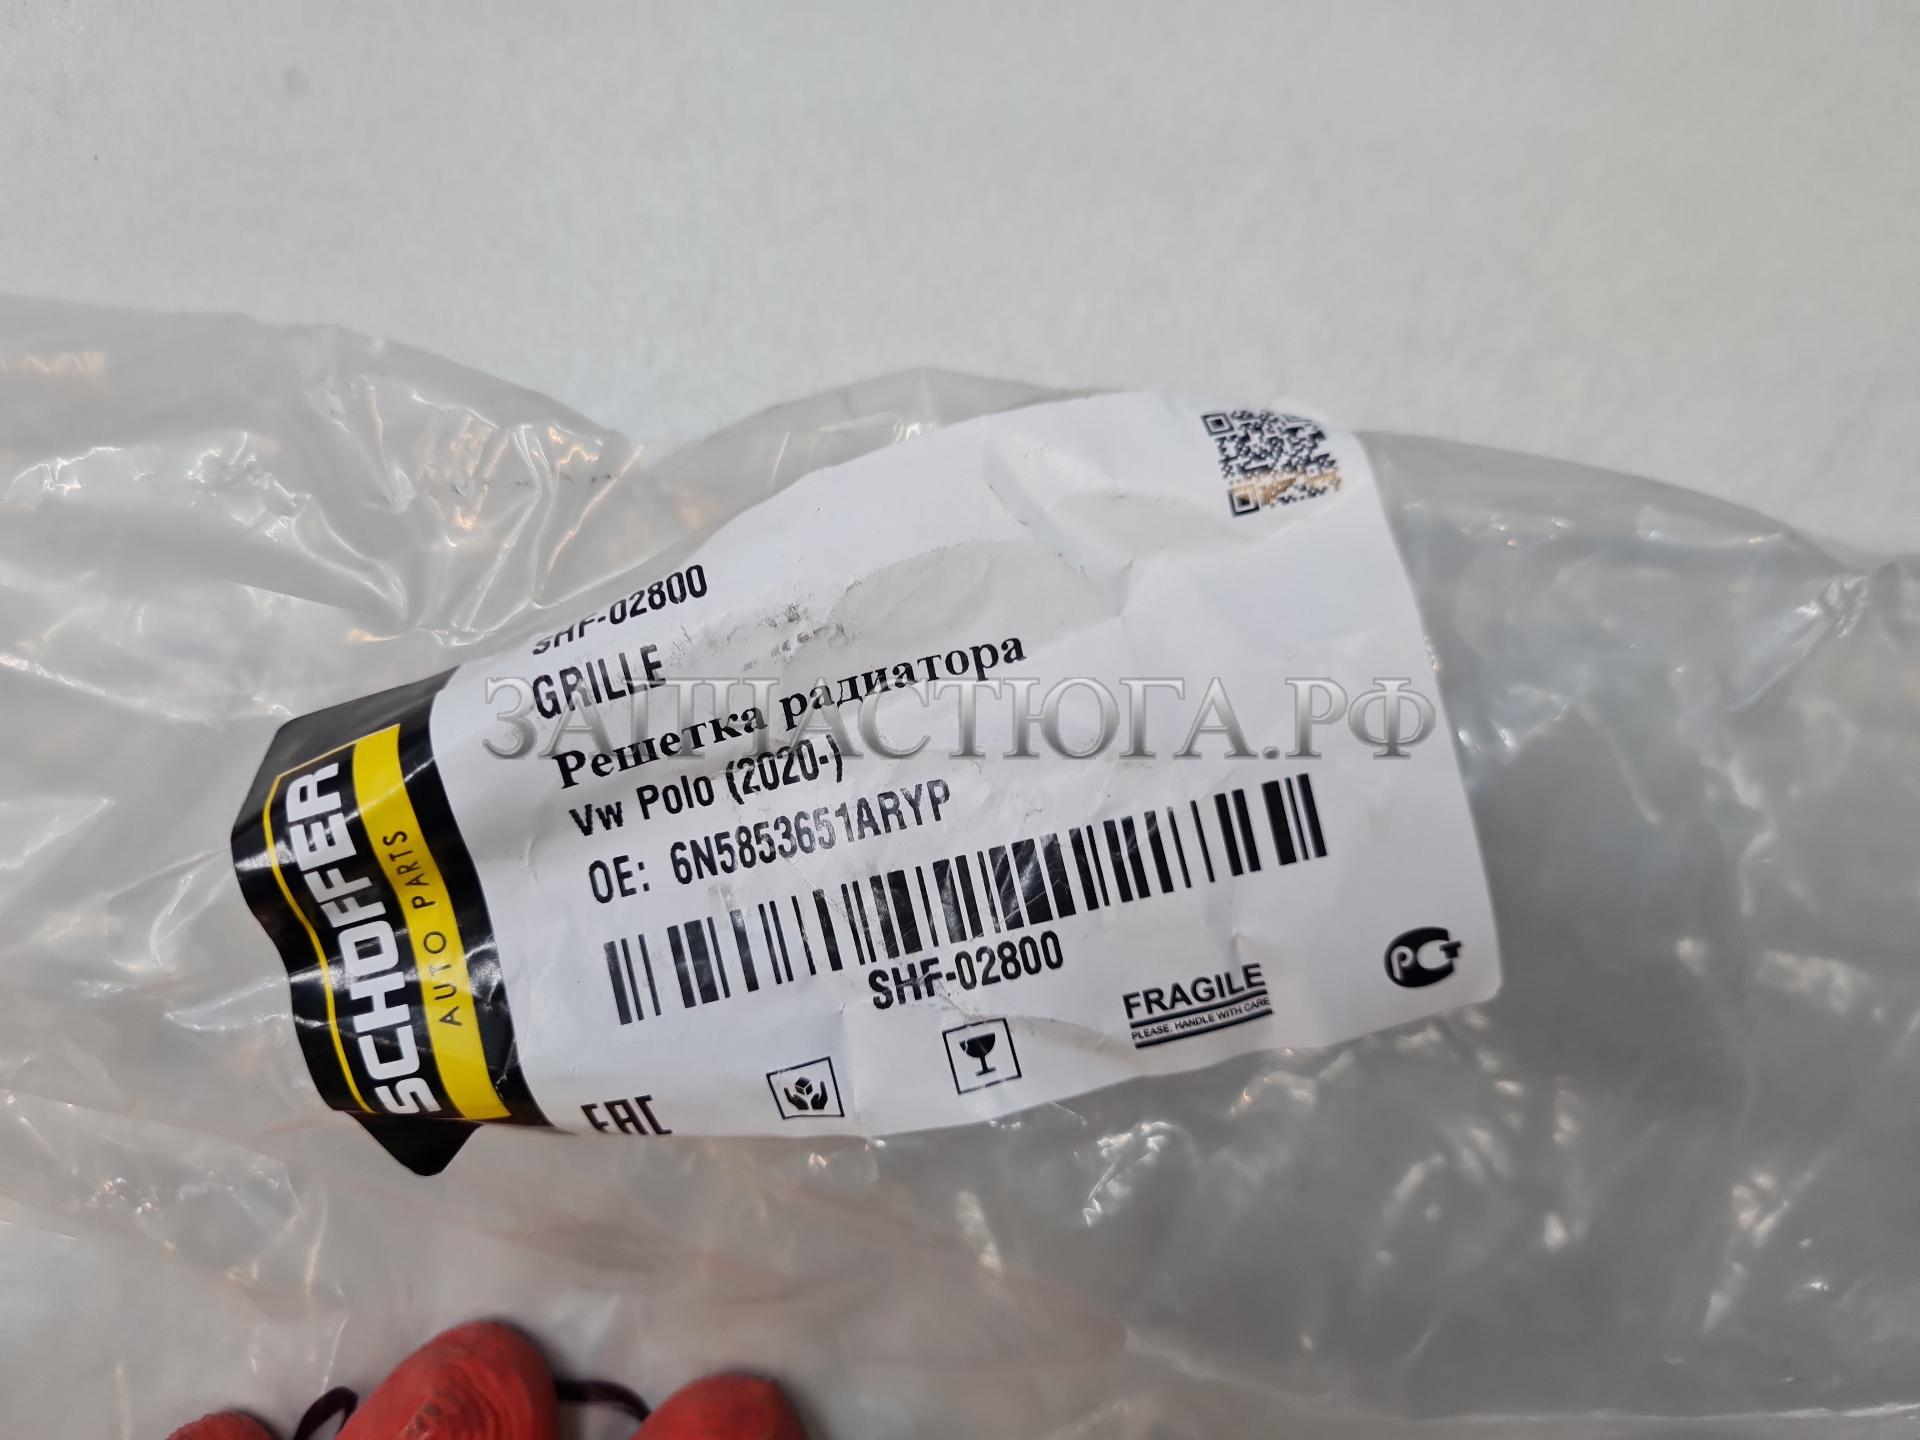 SCHOFFER
AUTO PARTS
SHF-02800
GRILLE
Решетка радиатора
Vw Polo (2020-)
OE: 6N5853651ARYP
SHF-02800
FRAGILE
PLEASE, HANDLE WITH CARE
EAC
РСТ
ЗАПЧАСТЮГА.РФ